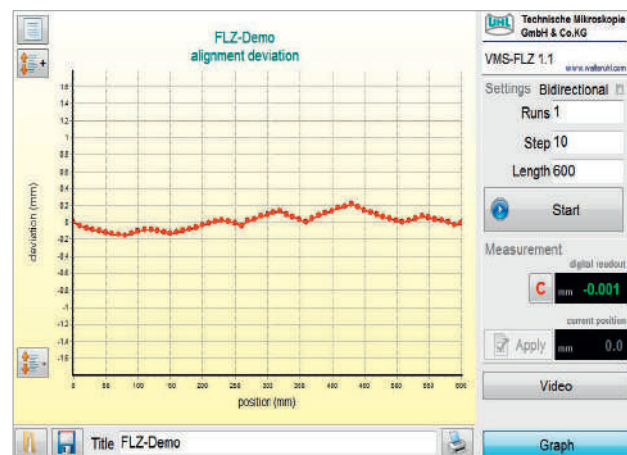 FLZ-Demo
alignment deviation
deviation (mm)
1.6
1.4
1.2
1
0.8
0.6
0.4
0.2
0
-0.2
-0.4
-0.6
-0.8
-1
-1.2
-1.4
-1.6
0
50
100
150
200
250
300
350
400
450
500
550
600
position (mm)
Title FLZ-Demo
UHL
Technische Mikroskopie
GmbH & Co.KG
VMS-FLZ 1.1
www.walteruhl.com
Settings Bidirectional
Runs 1
Step 10
Length 600
Start
Measurement
digital readout
C mm -0.001
current position
Apply mm 0.0
Video
Graph